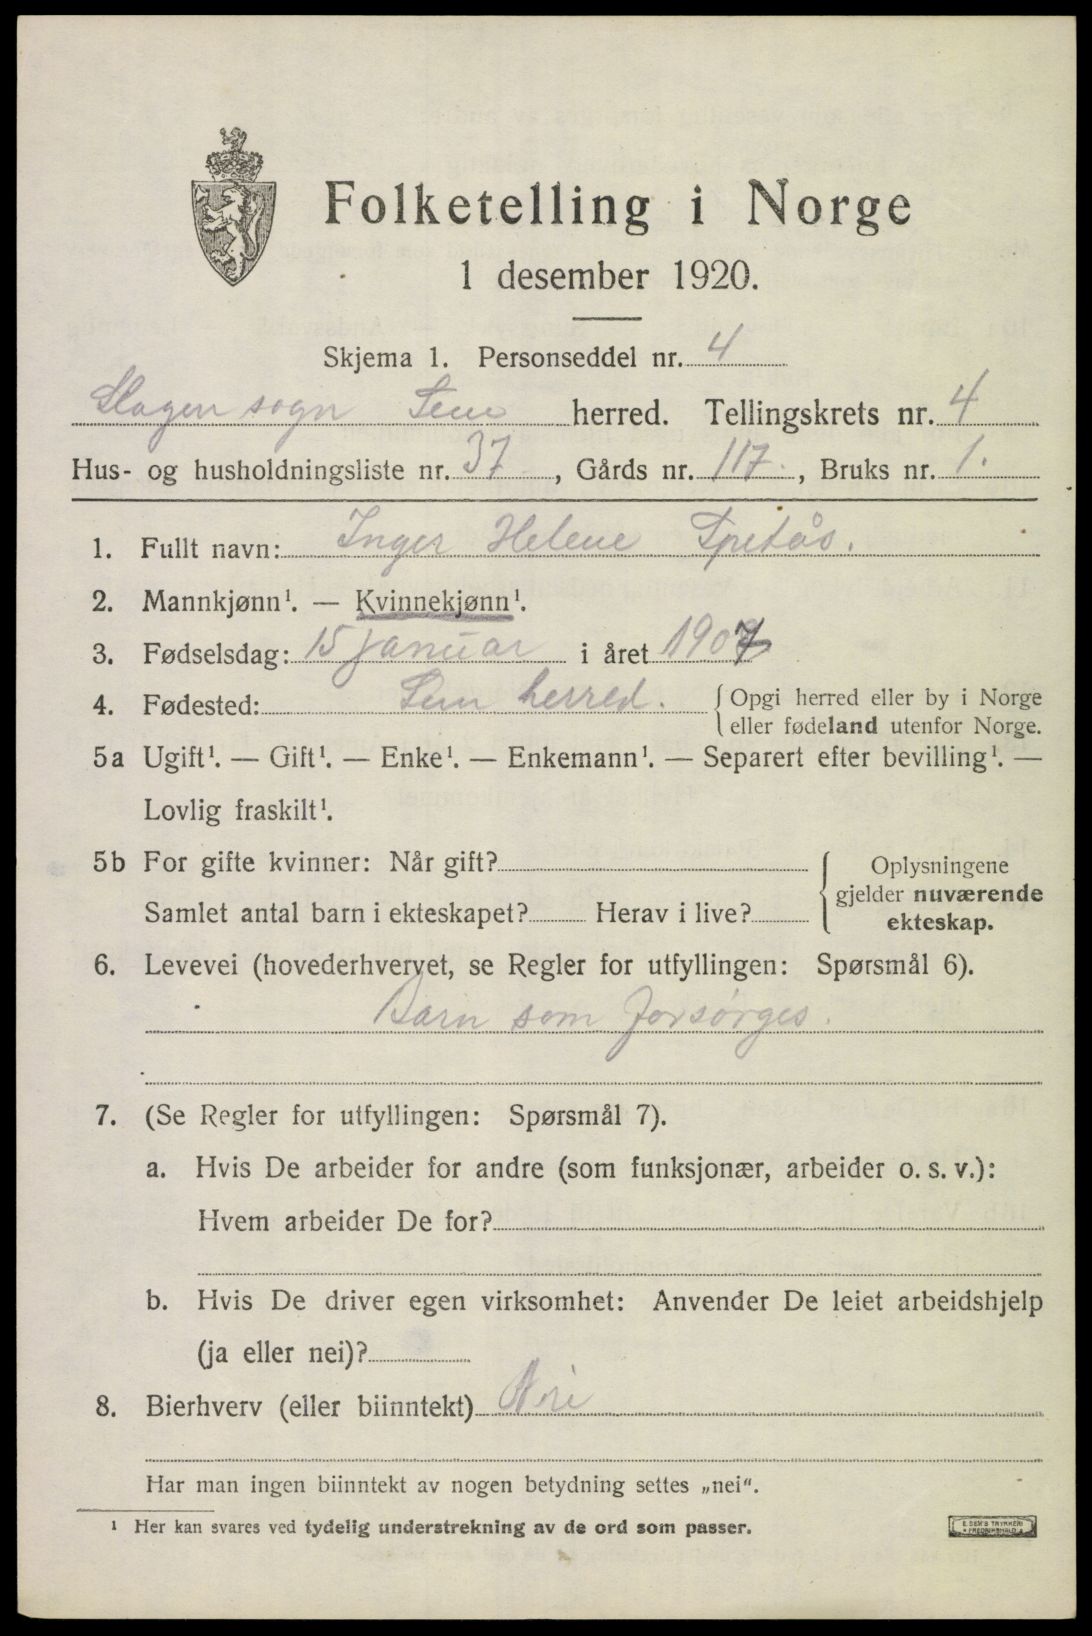 Folketelling i Norge
1 desember 1920.
Skjema 1. Personseddel nr. 4
Slagen sogn Sem herred. Tellingskrets nr. 4
Hus- og husholdningsliste nr. 37, Gårds nr. 117, Bruks nr. 1.
1. Fullt navn: Inger Helene Spetås.
2. Mannkjønn¹. — Kvinnekjønn¹.
3. Fødselsdag: 15 januar i året 1907
4. Fødested: Sem herred. { Opgi herred eller by i Norge
eller fødeland utenfor Norge.
5a Ugift¹. — Gift¹. — Enke¹. — Enkemann¹. — Separert efter bevilling¹. —
Lovlig fraskilt¹.
5b For gifte kvinner: Når gift?
Samlet antal barn i ekteskapet? Herav i live?
{ Oplysningene
gjelder nuværende
ekteskap.
6. Levevei (hovederhvervet, se Regler for utfyllingen: Spørsmål 6).
Barn som forsørges.
7. (Se Regler for utfyllingen: Spørsmål 7).
a. Hvis De arbeider for andre (som funksjonær, arbeider o. s. v.):
Hvem arbeider De for?
b. Hvis De driver egen virksomhet: Anvender De leiet arbeidshjelp
(ja eller nei)?
8. Bierhverv (eller biinntekt) Nei
Har man ingen biinntekt av nogen betydning settes „nei“.
¹ Her kan svares ved tydelig understrekning av de ord som passer.
E. SEM'S TRYKKERI
FREDRIKSHALD